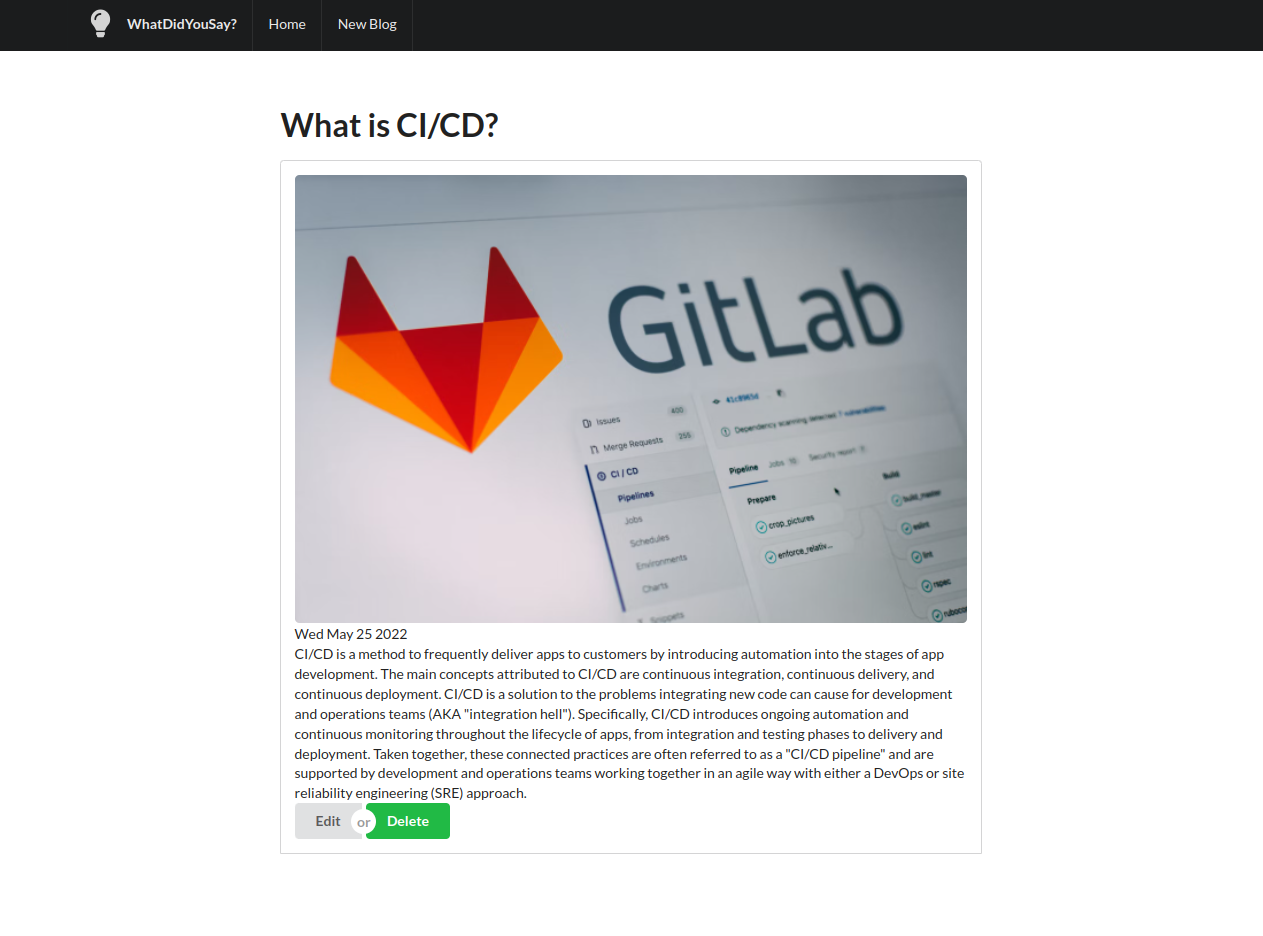 WhatDidYouSay?
Home
New Blog
What is CI/CD?
GitLab
41c8965d
Issues
400
Dependency scanning detected 7 vulnerabilities
Merge Requests
255
CI / CD
Pipeline
Jobs
Security report
Pipelines
Prepare
Build
Jobs
crop_pictures
build_master
Schedules
eslint
Environments
enforce_relativ...
lint
Charts
rspec
Snippets
Wed May 25 2022
CI/CD is a method to frequently deliver apps to customers by introducing automation into the stages of app
development. The main concepts attributed to CI/CD are continuous integration, continuous delivery, and
continuous deployment. CI/CD is a solution to the problems integrating new code can cause for development
and operations teams (AKA "integration hell"). Specifically, CI/CD introduces ongoing automation and
continuous monitoring throughout the lifecycle of apps, from integration and testing phases to delivery and
deployment. Taken together, these connected practices are often referred to as a "CI/CD pipeline" and are
supported by development and operations teams working together in an agile way with either a DevOps or site
reliability engineering (SRE) approach.
Edit
or
Delete